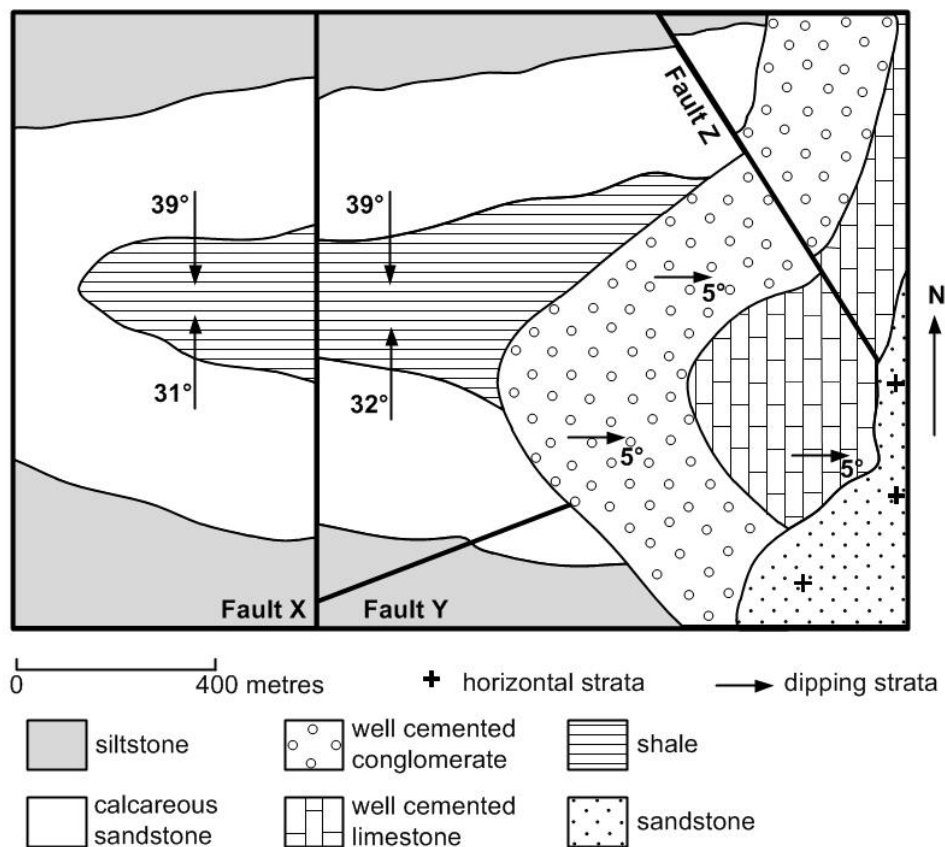 Fault Z
39°
39°
5°
N
31°
32°
5°
5°
Fault X
Fault Y
0
400 metres
horizontal strata
dipping strata
siltstone
well cemented
conglomerate
shale
calcareous
sandstone
well cemented
limestone
sandstone